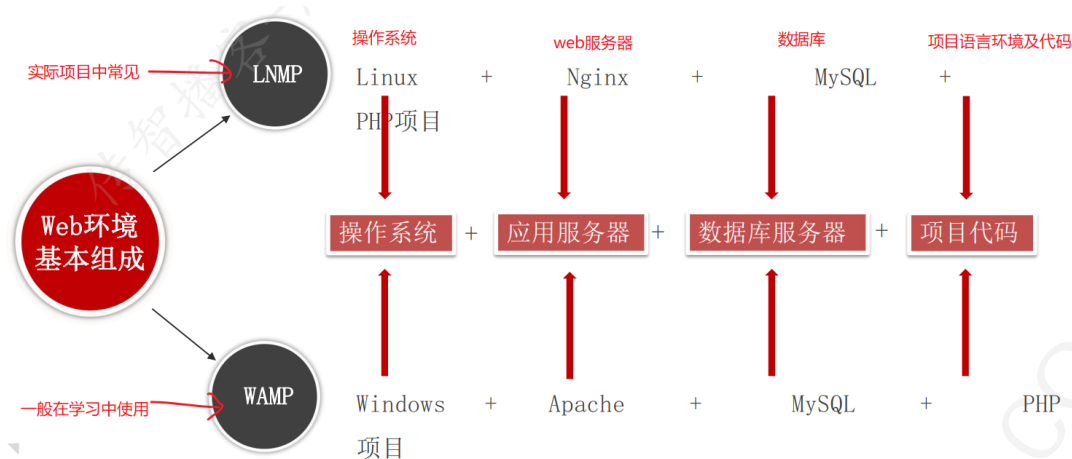 操作系统 web服务器 数据库 项目语言环境及代码
实际项目中常见 LNMP Linux + Nginx + MySQL +
PHP项目
Web环境
基本组成
操作系统 + 应用服务器 + 数据库服务器 + 项目代码
一般在学习中使用 WAMP Windows + Apache + MySQL + PHP
项目
传智播客